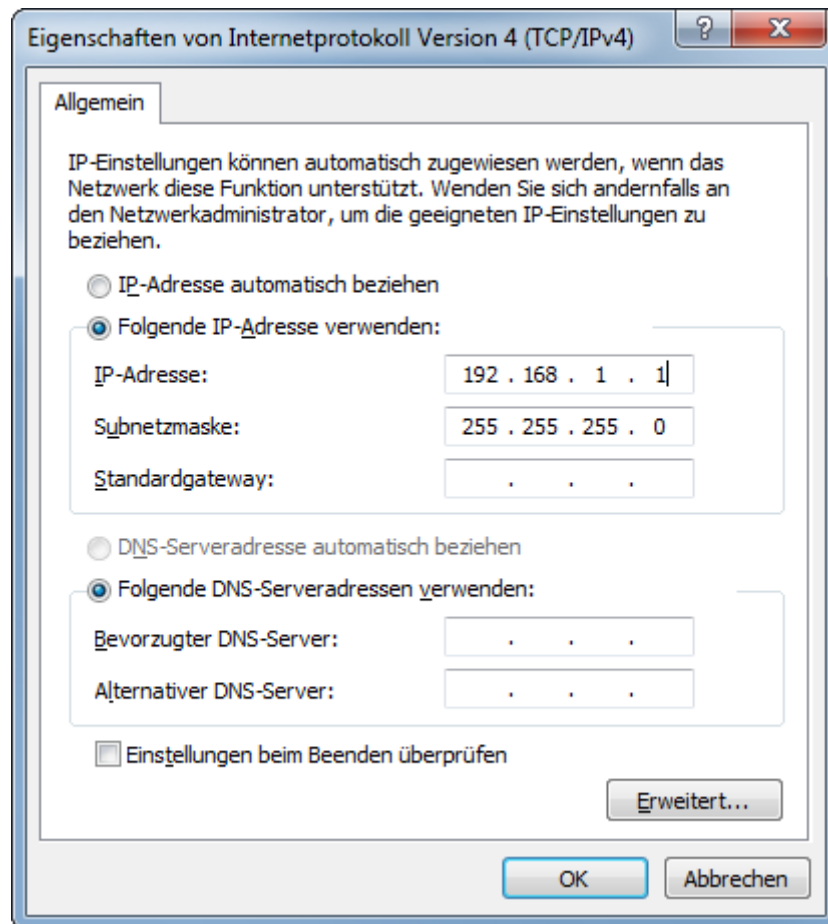 Eigenschaften von Internetprotokoll Version 4 (TCP/IPv4)
Allgemein
IP-Einstellungen können automatisch zugewiesen werden, wenn das
Netzwerk diese Funktion unterstützt. Wenden Sie sich andernfalls an
den Netzwerkadministrator, um die geeigneten IP-Einstellungen zu
beziehen.
IP-Adresse automatisch beziehen
Folgende IP-Adresse verwenden:
IP-Adresse: 192 . 168 . 1 . 1
Subnetzmaske: 255 . 255 . 255 . 0
Standardgateway: . . .
DNS-Serveradresse automatisch beziehen
Folgende DNS-Serveradressen verwenden:
Bevorzugter DNS-Server: . . .
Alternativer DNS-Server: . . .
Einstellungen beim Beenden überprüfen
Erweitert...
OK Abbrechen